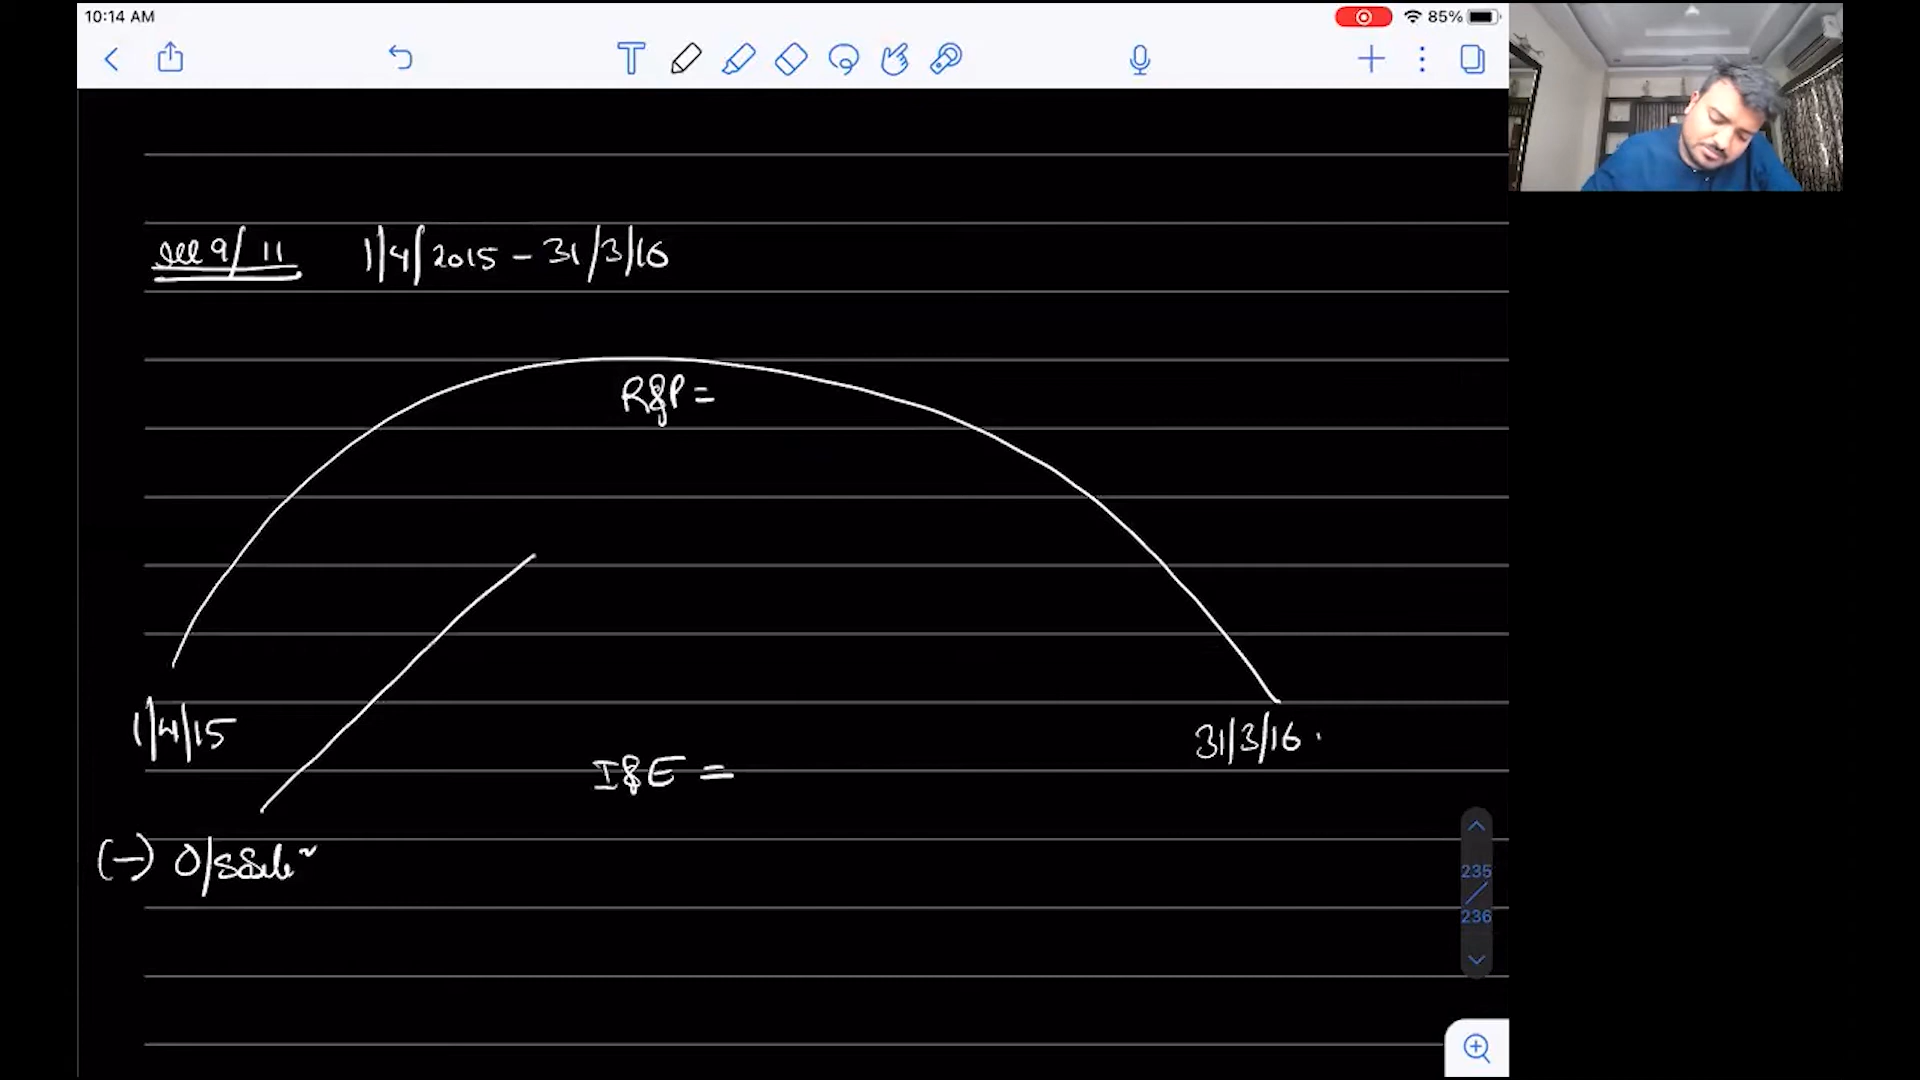 10:14 AM
85%
Ill 9/ 11 1/4/2015 - 31/3/16
R&P =
1/4/15
31/3/16 .
I&E =
(-) O/S
235
236